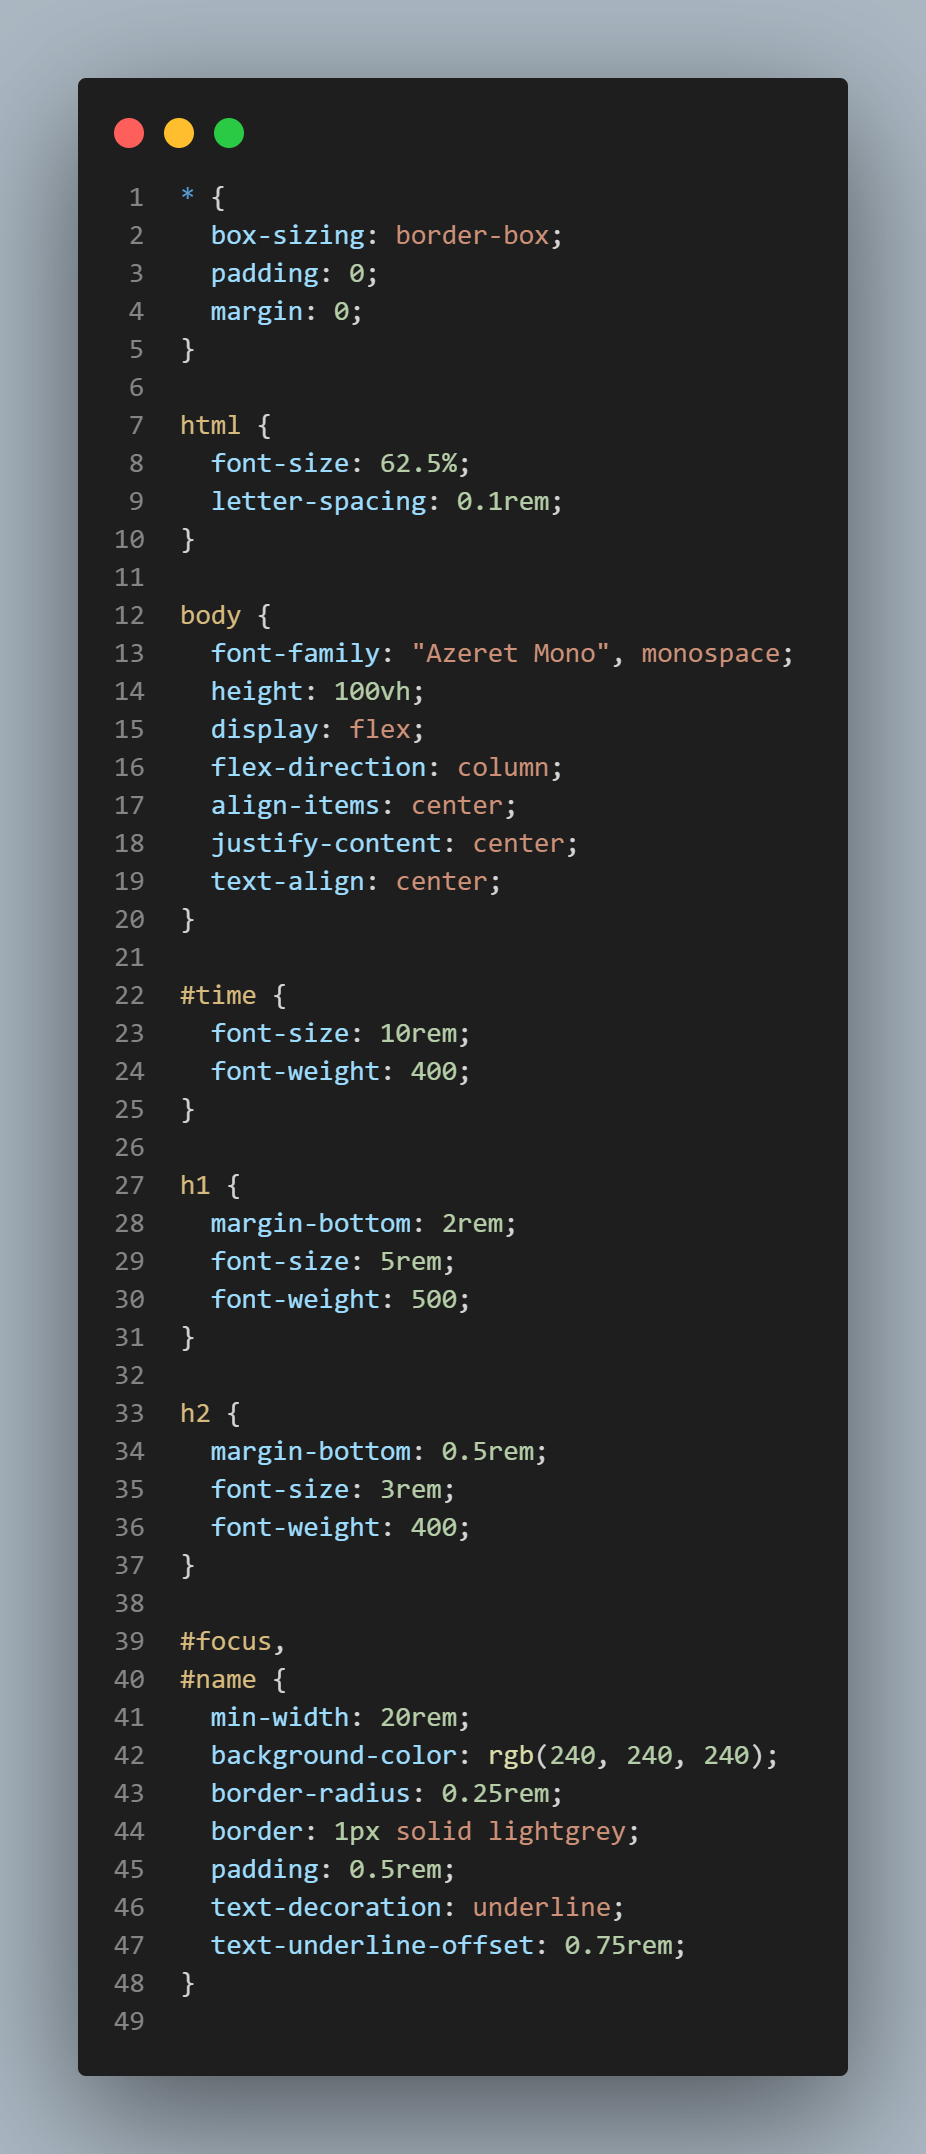 1 * {
2   box-sizing: border-box;
3   padding: 0;
4   margin: 0;
5 }
6
7 html {
8   font-size: 62.5%;
9   letter-spacing: 0.1rem;
10 }
11
12 body {
13   font-family: "Azeret Mono", monospace;
14   height: 100vh;
15   display: flex;
16   flex-direction: column;
17   align-items: center;
18   justify-content: center;
19   text-align: center;
20 }
21
22 #time {
23   font-size: 10rem;
24   font-weight: 400;
25 }
26
27 h1 {
28   margin-bottom: 2rem;
29   font-size: 5rem;
30   font-weight: 500;
31 }
32
33 h2 {
34   margin-bottom: 0.5rem;
35   font-size: 3rem;
36   font-weight: 400;
37 }
38
39 #focus,
40 #name {
41   min-width: 20rem;
42   background-color: rgb(240, 240, 240);
43   border-radius: 0.25rem;
44   border: 1px solid lightgrey;
45   padding: 0.5rem;
46   text-decoration: underline;
47   text-underline-offset: 0.75rem;
48 }
49